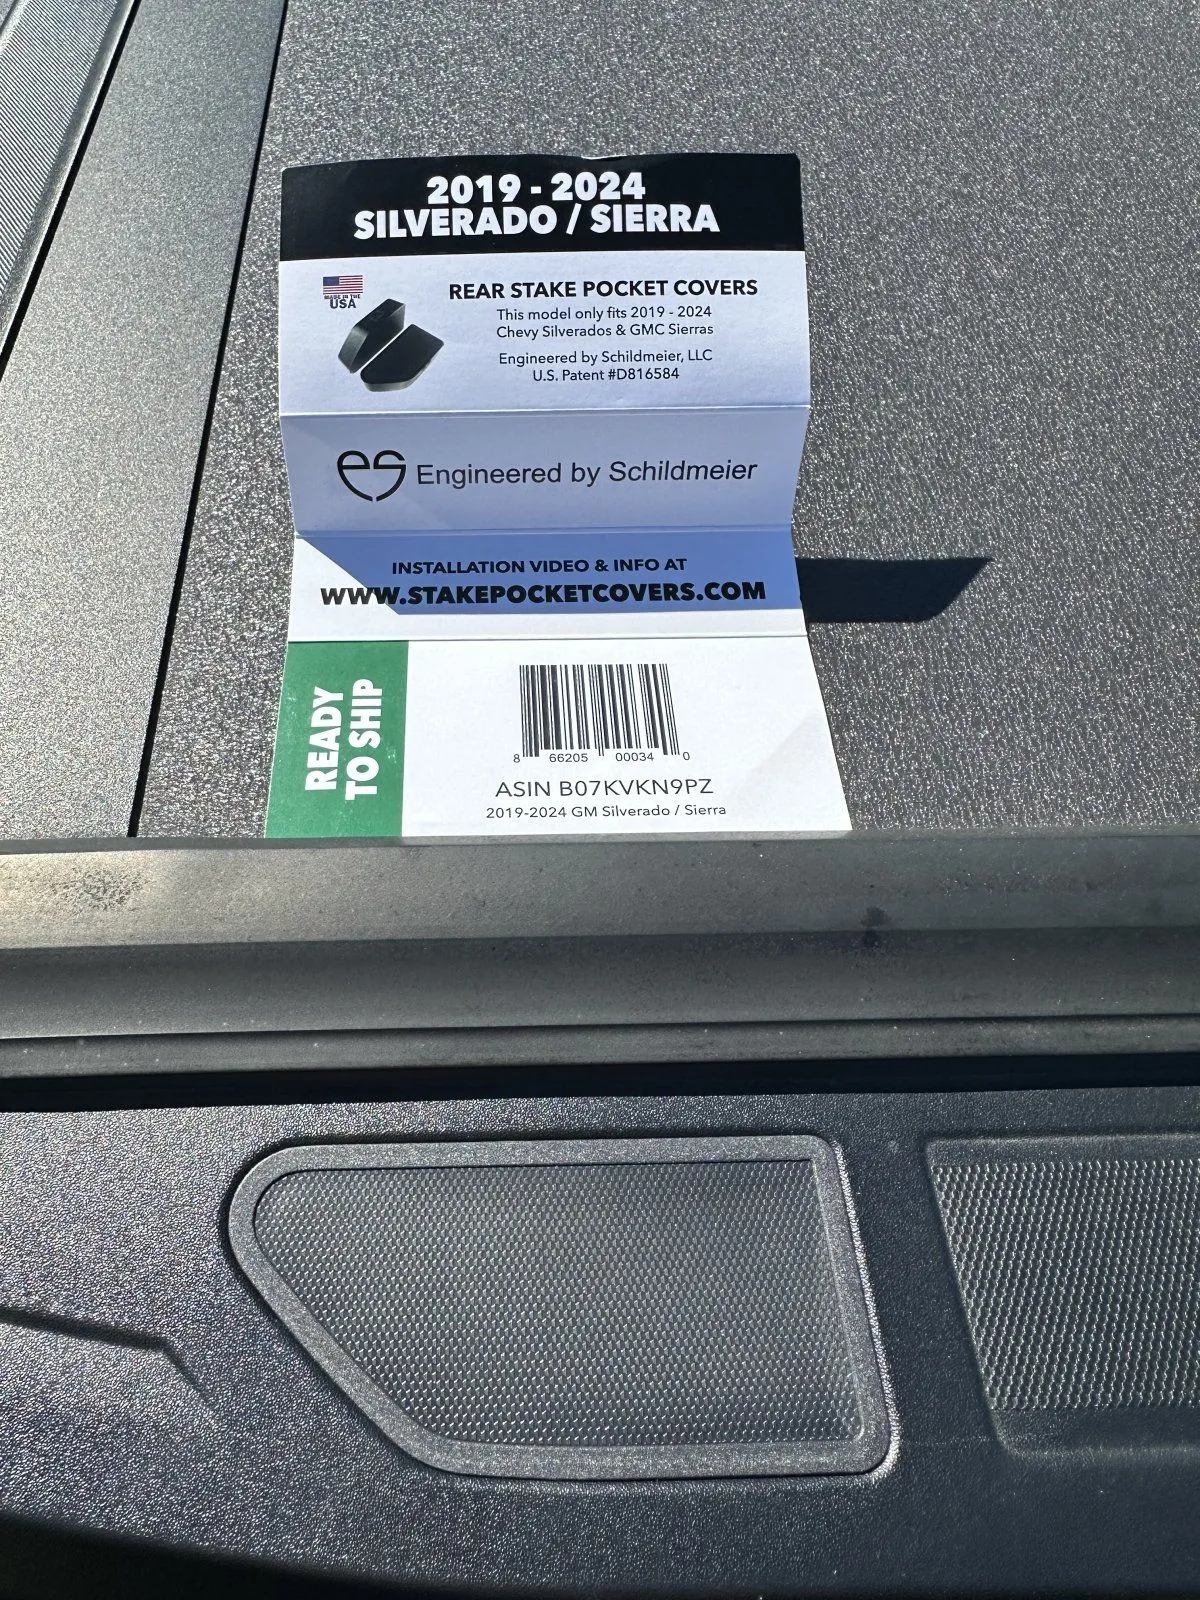 2019 - 2024
SILVERADO / SIERRA
MADE IN THE
USA
REAR STAKE POCKET COVERS
This model only fits 2019 - 2024
Chevy Silverados & GMC Sierras
Engineered by Schildmeier, LLC
U.S. Patent #D816584
es Engineered by Schildmeier
INSTALLATION VIDEO & INFO AT
WWW.STAKEPOCKETCOVERS.COM
READY
TO SHIP
8 66205 00034 0
ASIN B07KVKN9PZ
2019-2024 GM Silverado / Sierra